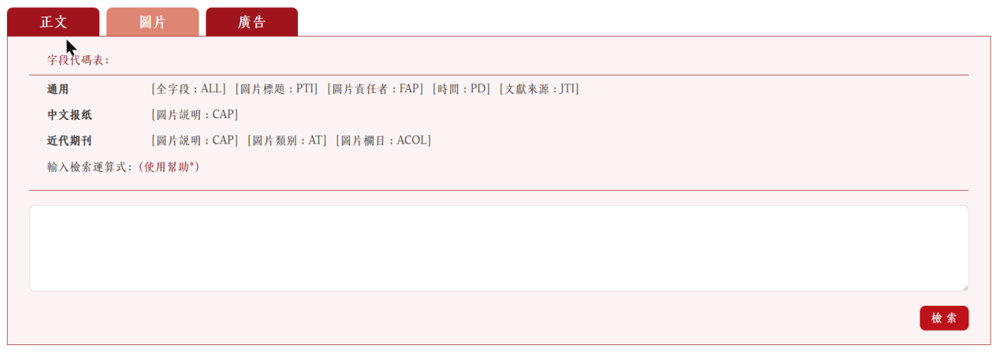 正文 圖片 廣告
字段代碼表:
通用 [全字段:ALL] [圖片標題:PTI] [圖片責任者:FAP] [時間:PD] [文獻來源:JTI]
中文报纸 [圖片説明:CAP]
近代期刊 [圖片説明:CAP] [圖片類别:AT] [圖片欄目:ACOL]
輸入檢索運算式:(使用幫助*)
檢索